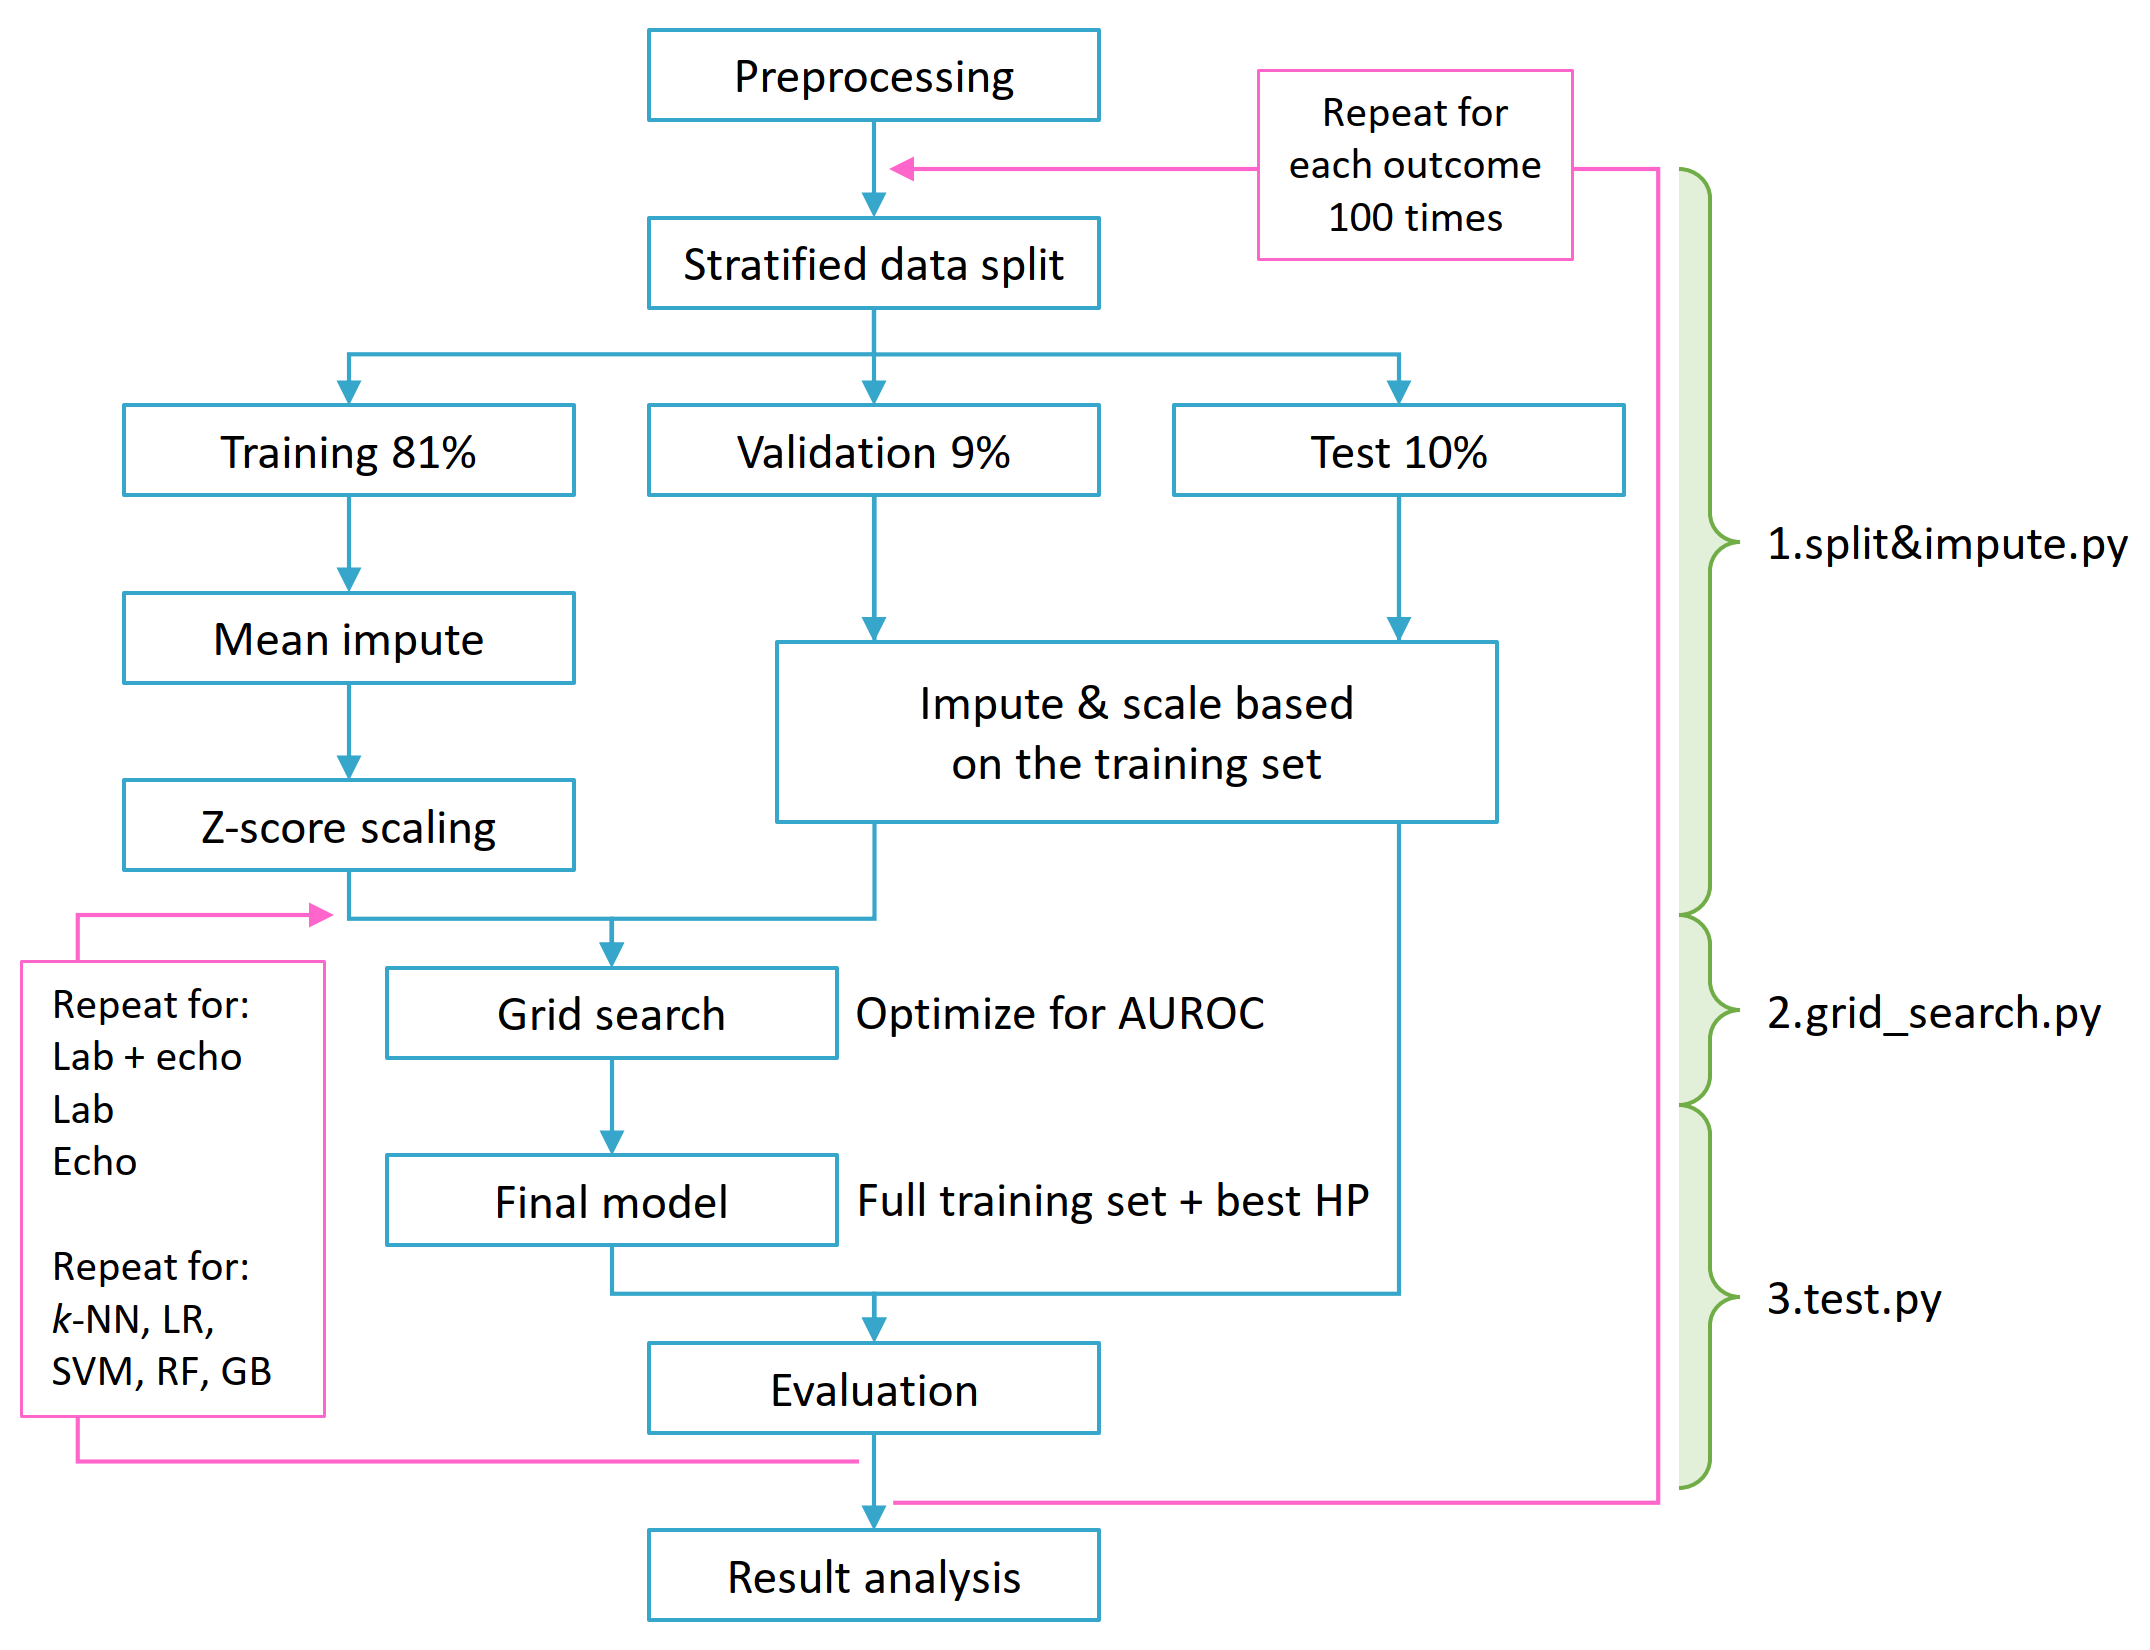 Preprocessing
Repeat for
each outcome
100 times
Stratified data split
Training 81%
Validation 9%
Test 10%
1.split&impute.py
Mean impute
Impute & scale based
on the training set
Z-score scaling
Repeat for:
Lab + echo
Lab
Echo
Repeat for:
k-NN, LR,
SVM, RF, GB
Grid search
Optimize for AUROC
2.grid_search.py
Final model
Full training set + best HP
3.test.py
Evaluation
Result analysis